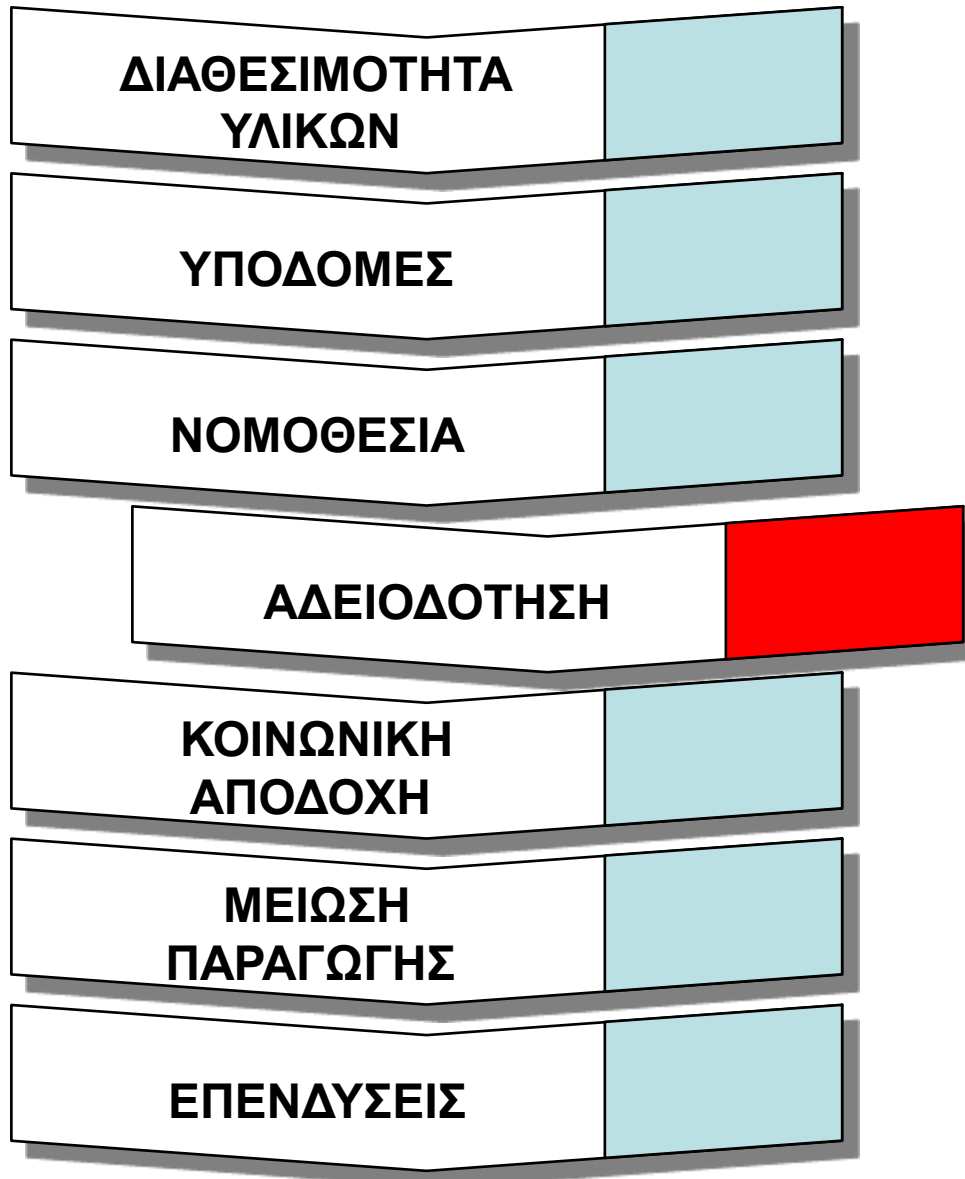 ΔΙΑΘΕΣΙΜΟΤΗΤΑ
ΥΛΙΚΩΝ
ΥΠΟΔΟΜΕΣ
ΝΟΜΟΘΕΣΙΑ
ΑΔΕΙΟΔΟΤΗΣΗ
ΚΟΙΝΩΝΙΚΗ
ΑΠΟΔΟΧΗ
ΜΕΙΩΣΗ
ΠΑΡΑΓΩΓΗΣ
ΕΠΕΝΔΥΣΕΙΣ